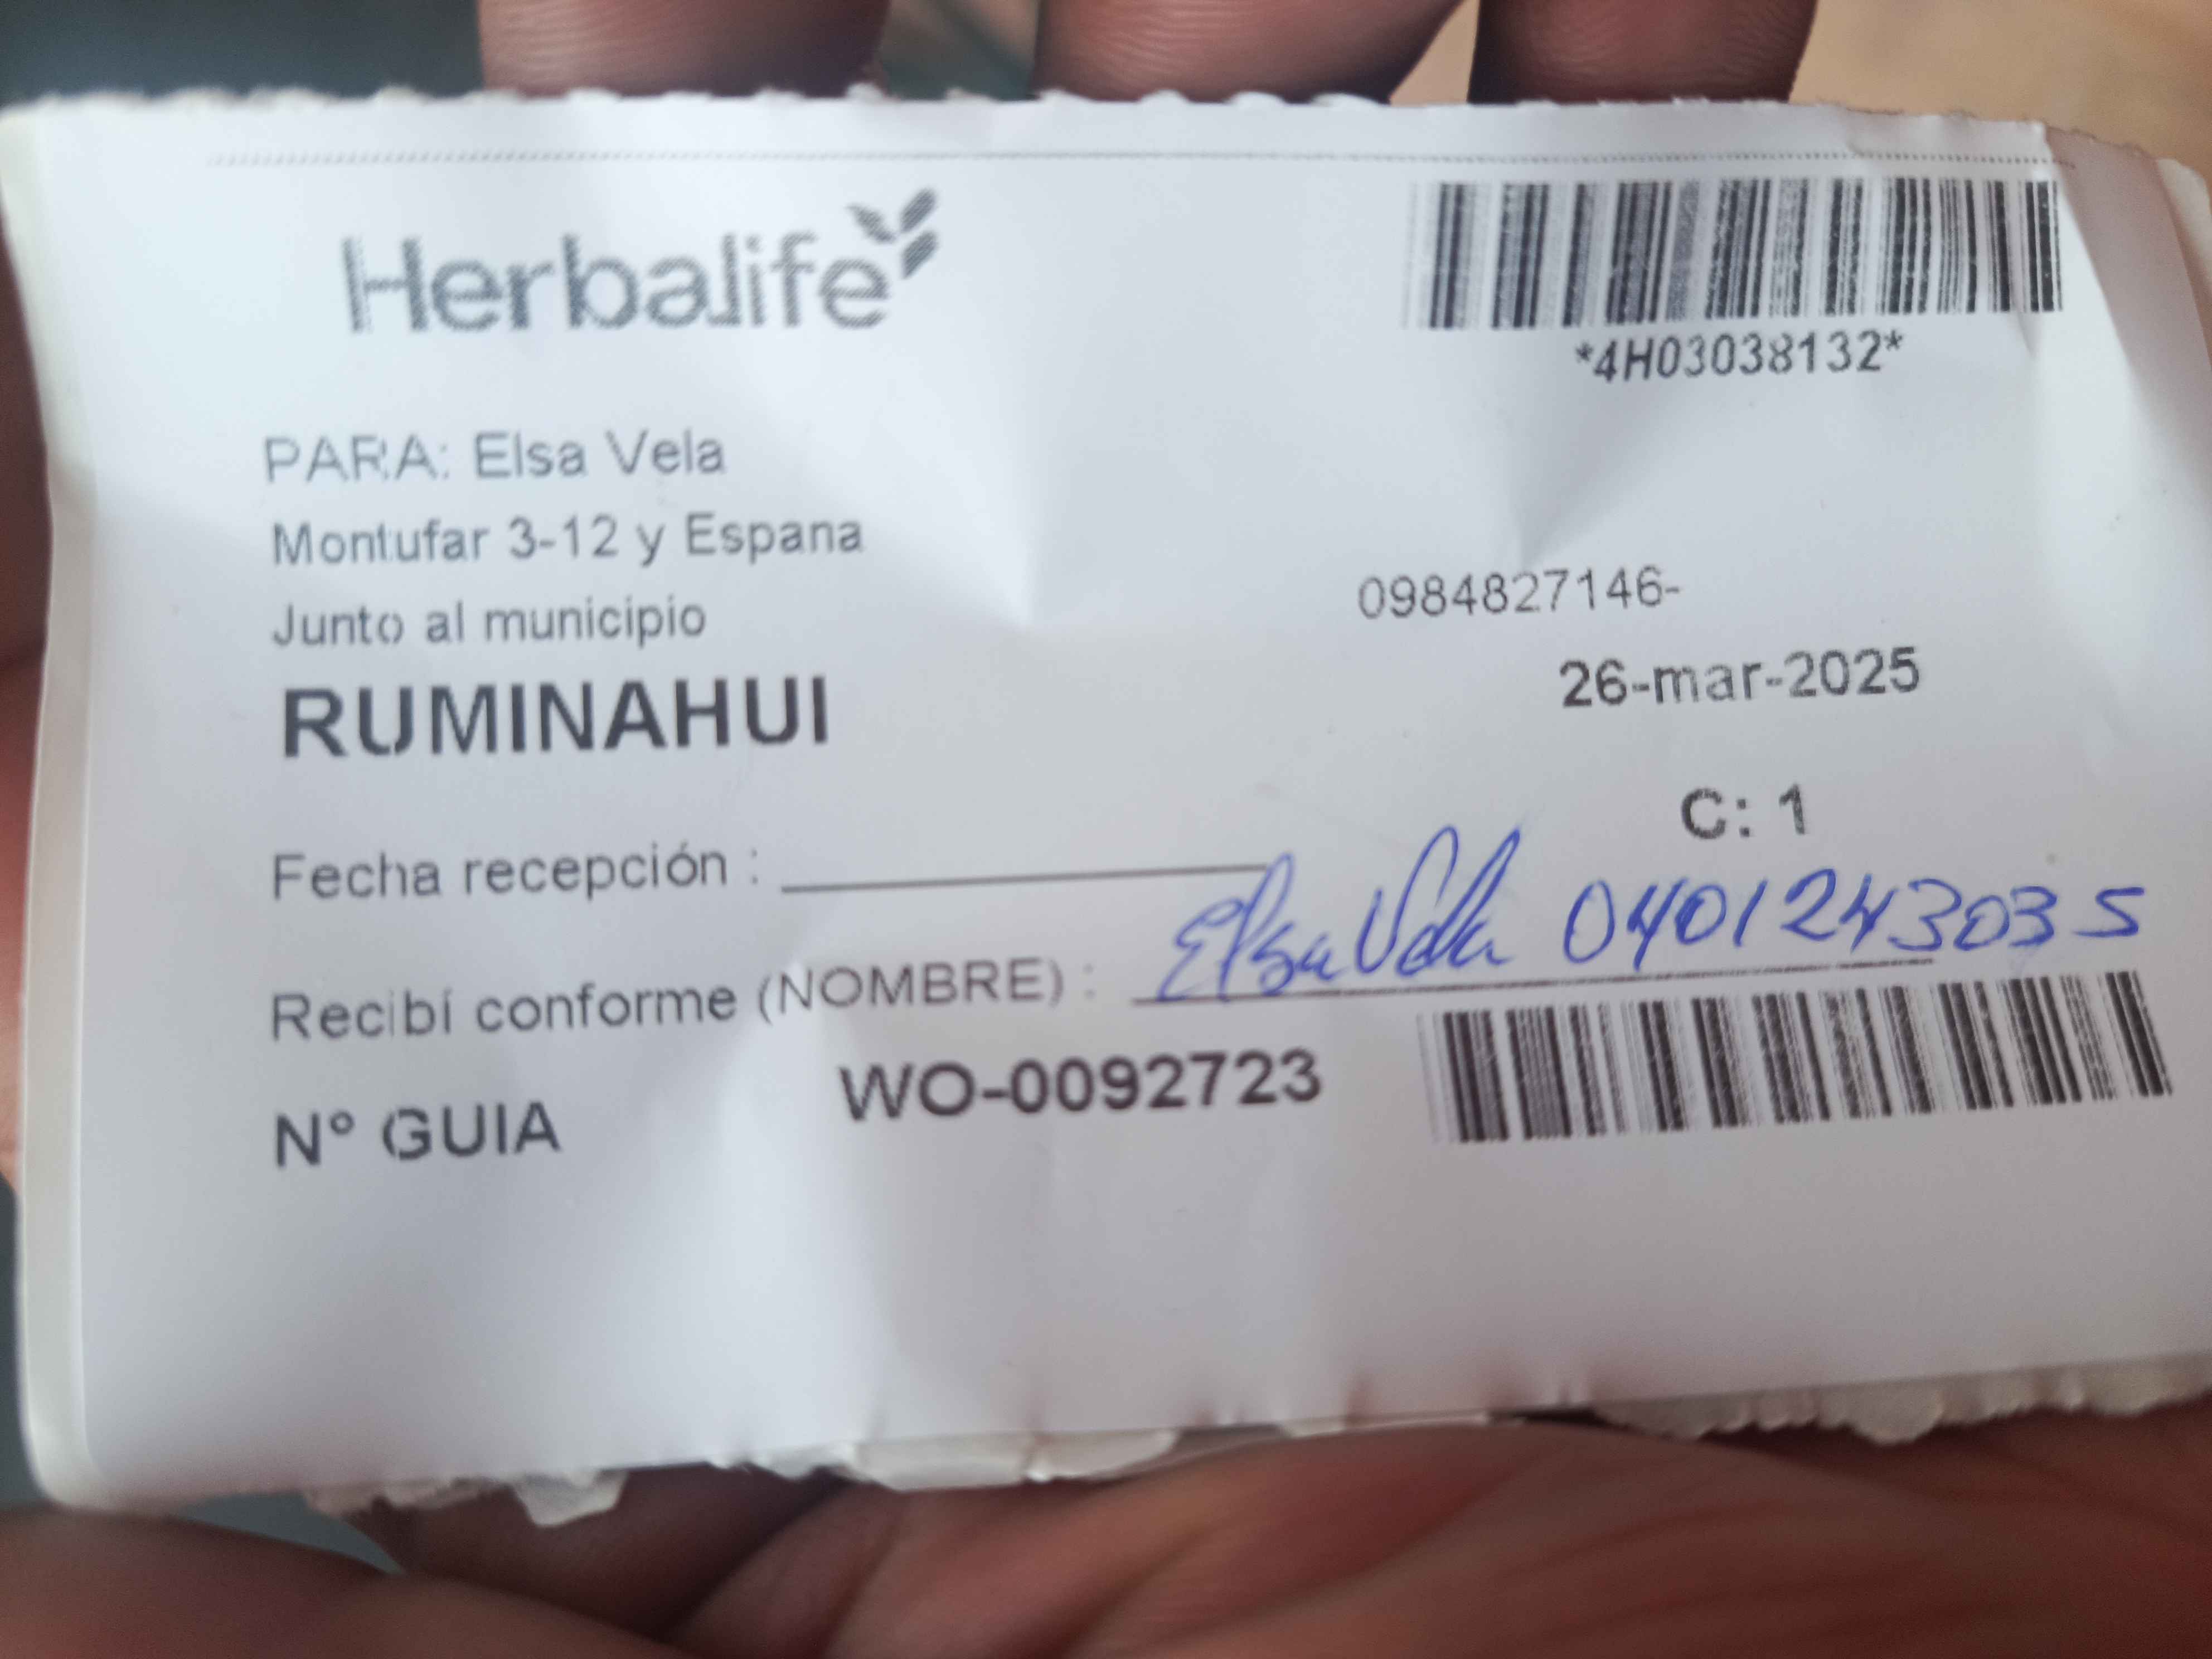 Herbalife
*4H03038132*
PARA: Elsa Vela
Montufar 3-12 y Espana
Junto al municipio
0984827146-
RUMINAHUI
26-mar-2025
C: 1
Fecha recepción :
Recibí conforme (NOMBRE) : Elsa Vela 0401243035
N° GUIA WO-0092723